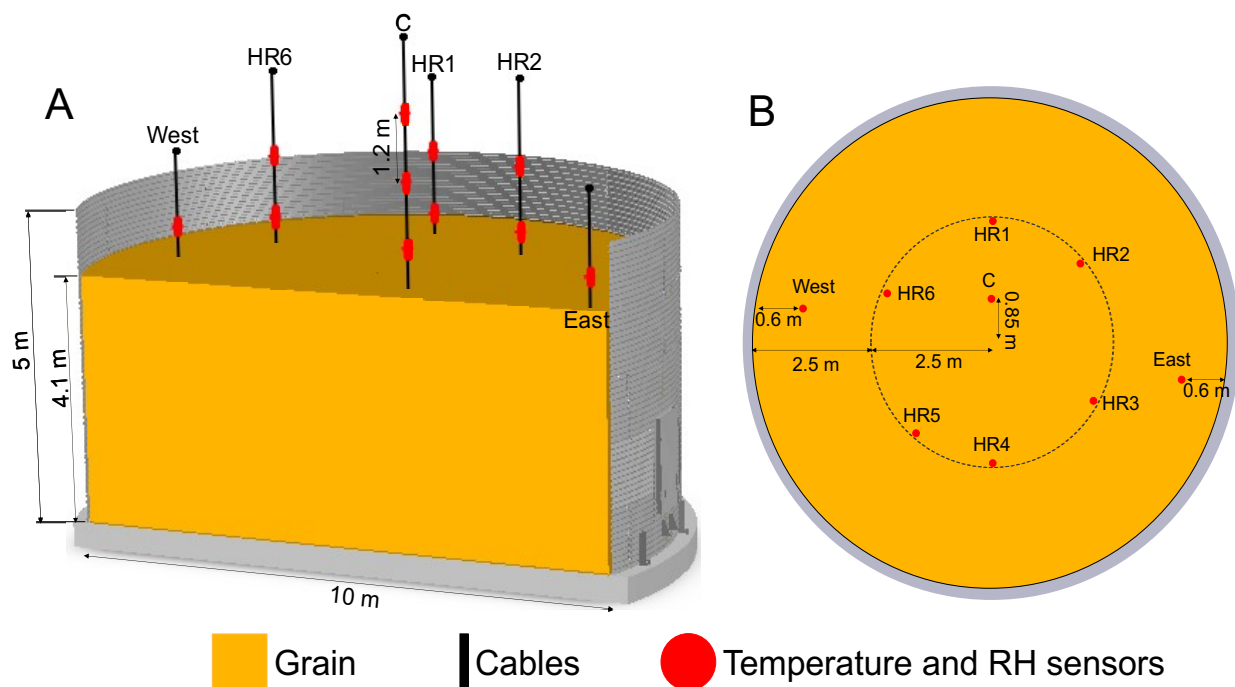 A
C
HR6
HR1
HR2
West
1.2 m
East
5 m
4.1 m
10 m
B
HR1
HR2
C
HR6
West
0.85 m
0.6 m
2.5 m
2.5 m
East
0.6 m
HR3
HR5
HR4
Grain
Cables
Temperature and RH sensors